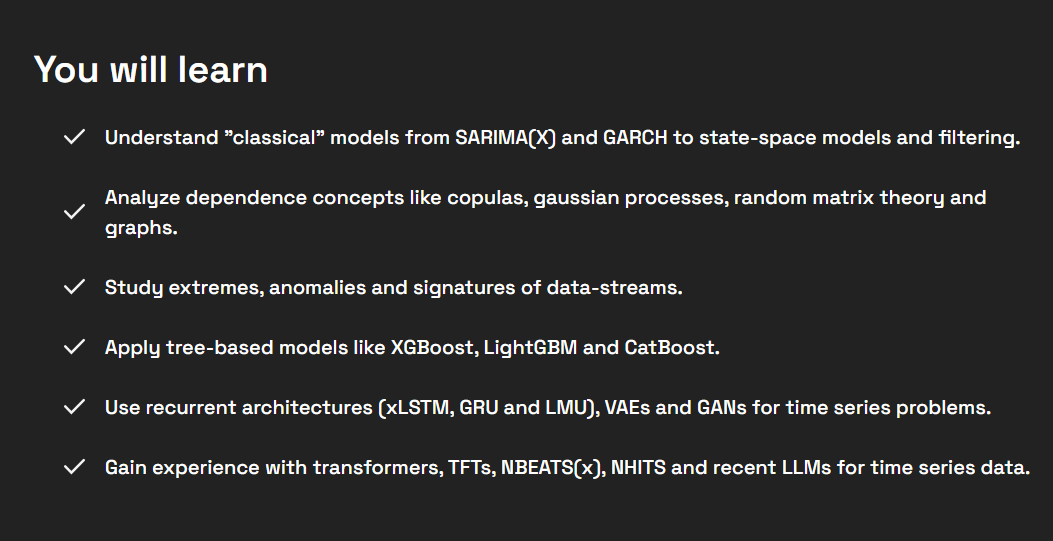 You will learn
Understand ”classical” models from SARIMA(X) and GARCH to state-space models and filtering.
Analyze dependence concepts like copulas, gaussian processes, random matrix theory and
graphs.
Study extremes, anomalies and signatures of data-streams.
Apply tree-based models like XGBoost, LightGBM and CatBoost.
Use recurrent architectures (xLSTM, GRU and LMU), VAEs and GANs for time series problems.
Gain experience with transformers, TFTs, NBEATS(x), NHITS and recent LLMs for time series data.